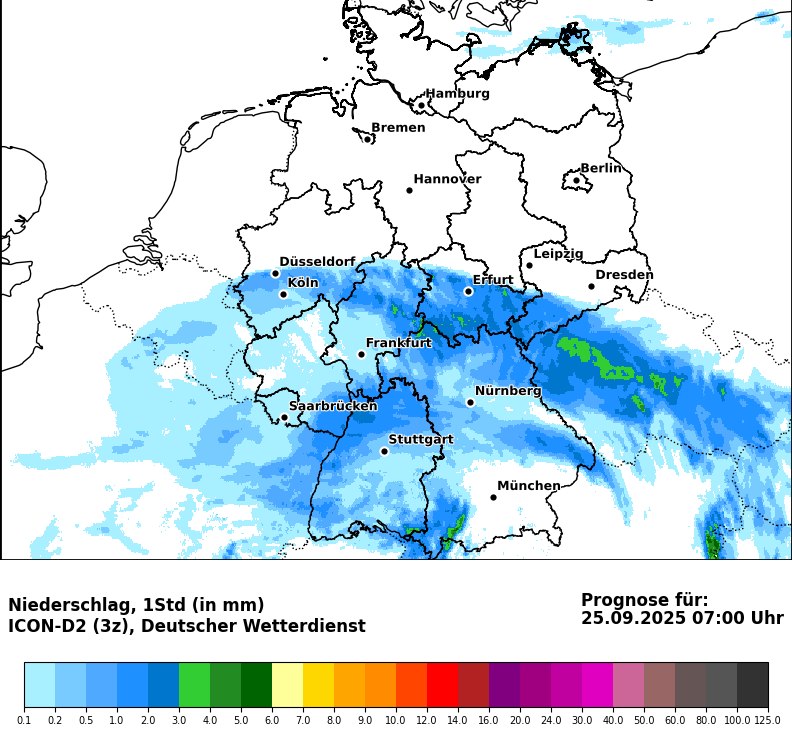 Hamburg
Bremen
Berlin
Hannover
Leipzig
Düsseldorf
Dresden
Köln
Erfurt
Frankfurt
Nürnberg
Saarbrücken
Stuttgart
München
Niederschlag, 1Std (in mm)
ICON-D2 (3z), Deutscher Wetterdienst
Prognose für:
25.09.2025 07:00 Uhr
0.1 0.2 0.5 1.0 2.0 3.0 4.0 5.0 6.0 7.0 8.0 9.0 10.0 12.0 14.0 16.0 20.0 24.0 30.0 40.0 50.0 60.0 80.0 100.0 125.0